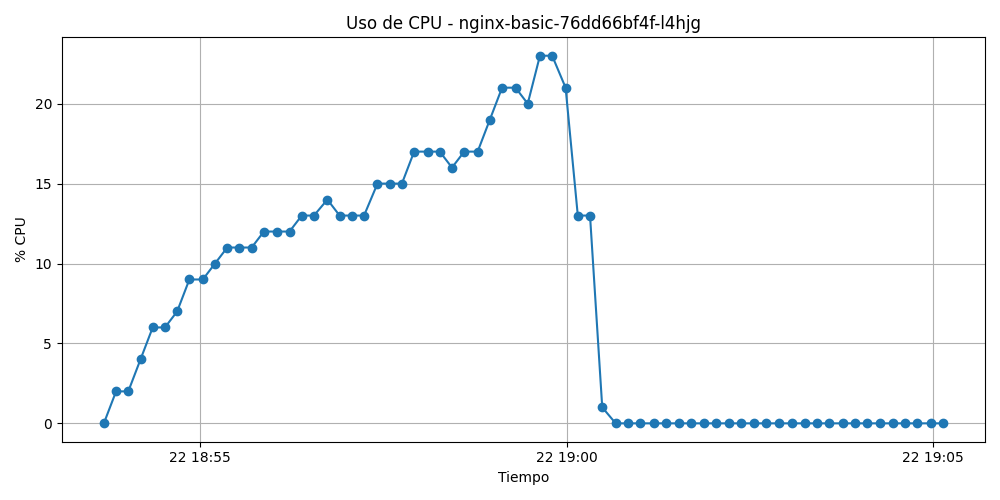 Uso de CPU - nginx-basic-76dd66bf4f-l4hjg
% CPU
20
15
10
5
0
22 18:55
22 19:00
22 19:05
Tiempo